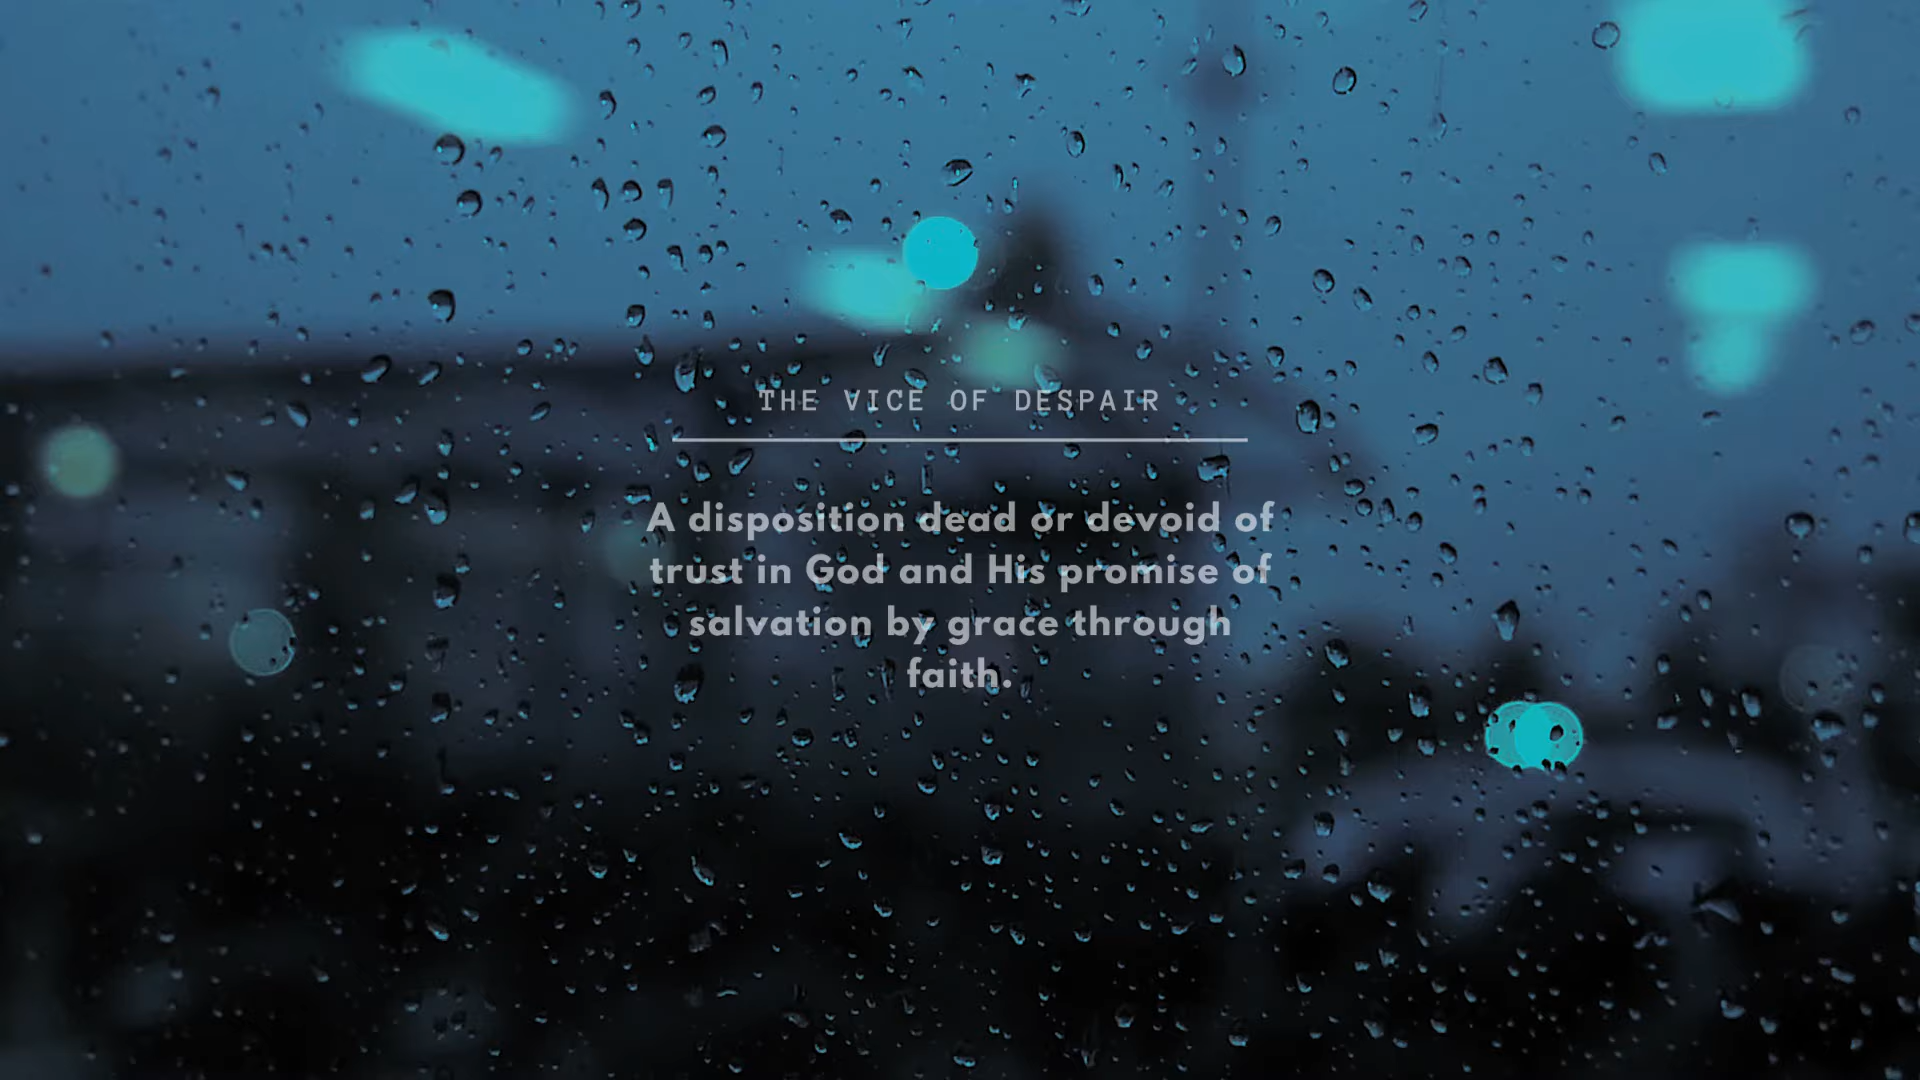 THE VICE OF DESPAIR
A disposition dead or devoid of
trust in God and His promise of
salvation by grace through
faith.